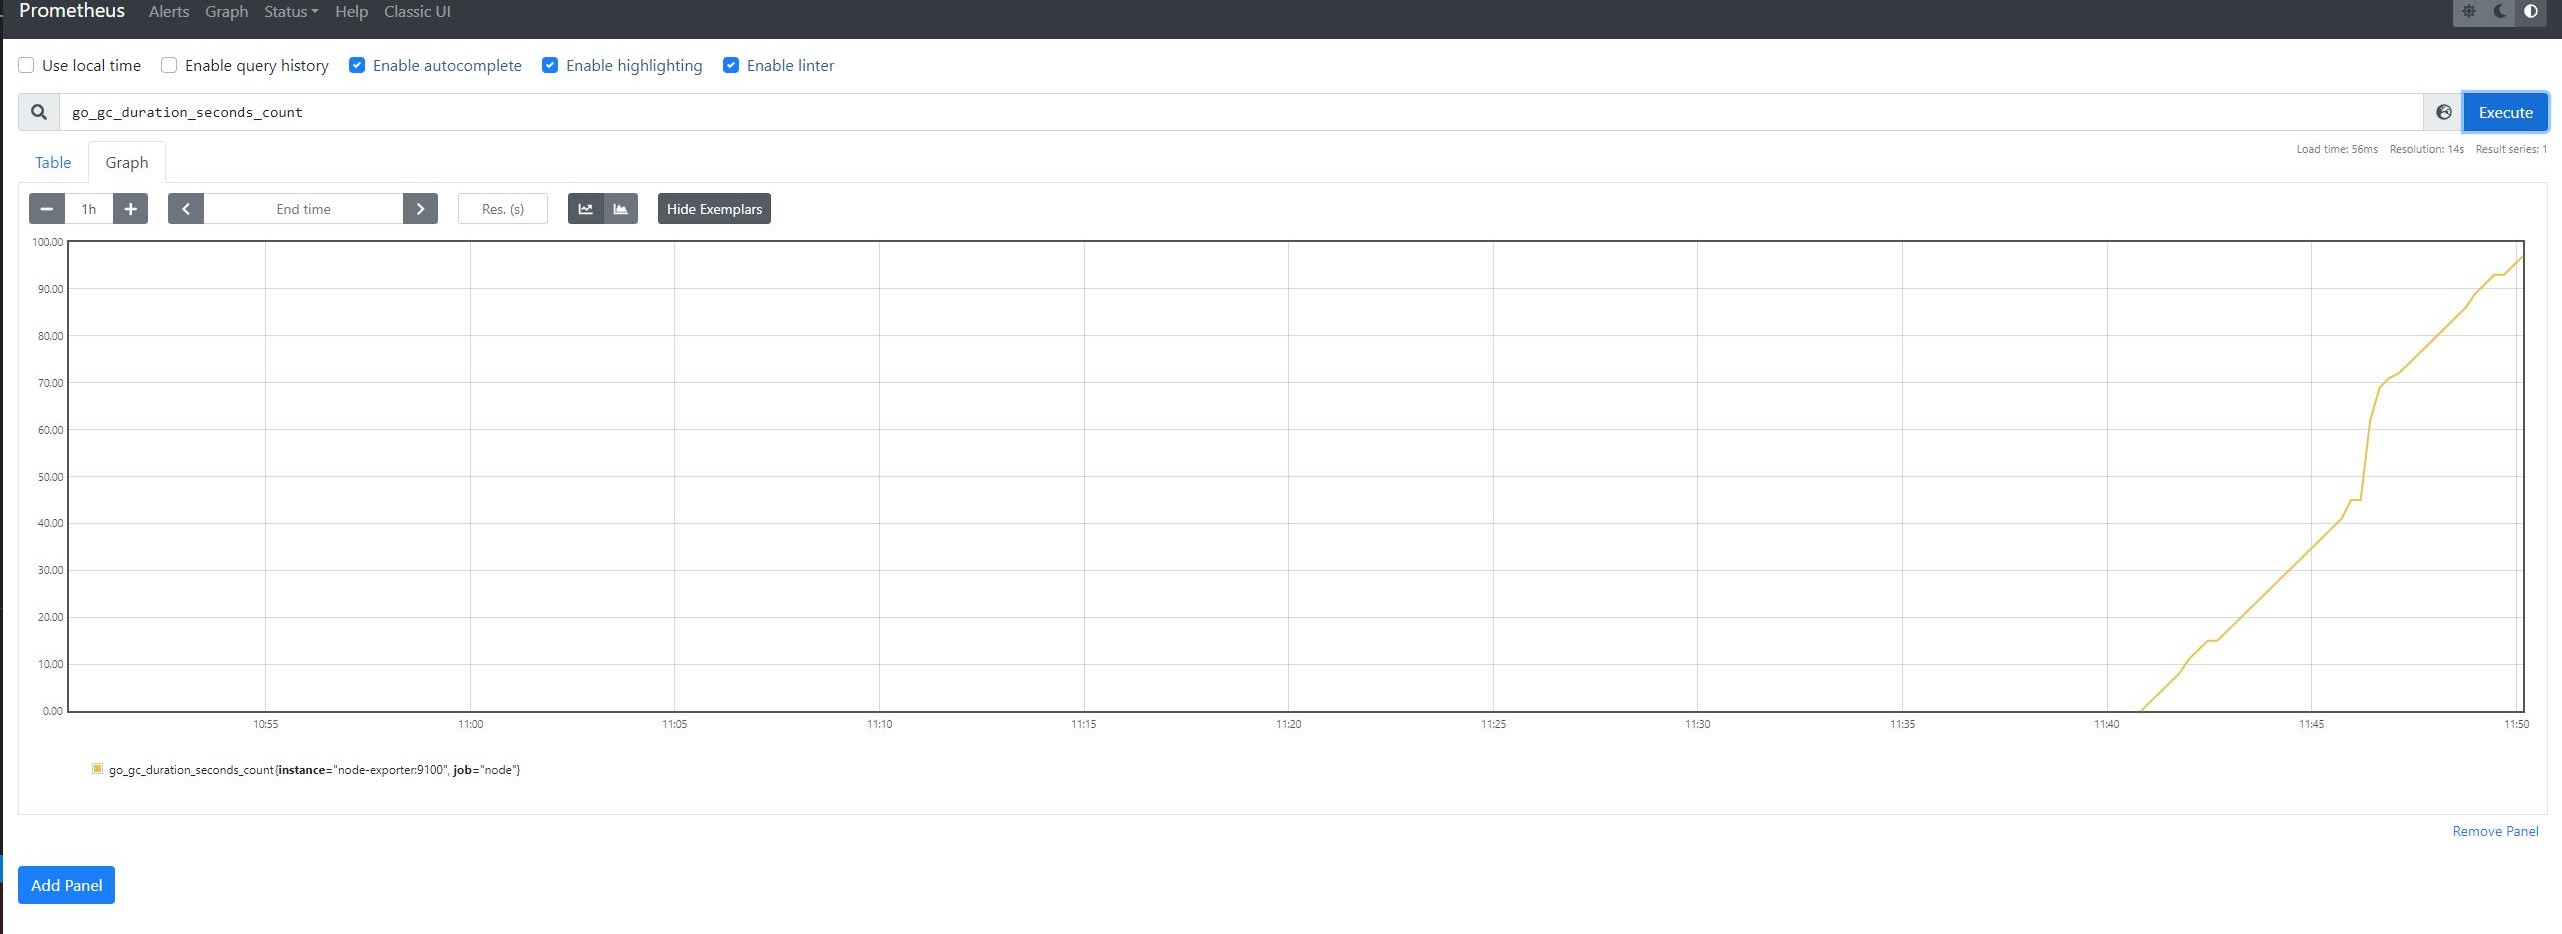 Prometheus Alerts Graph Status Help Classic UI
Use local time Enable query history Enable autocomplete Enable highlighting Enable linter
go_gc_duration_seconds_count Execute
Load time: 56ms Resolution: 14s Result series: 1
Table Graph
1h End time Res. (s) Hide Exemplars
100.00
90.00
80.00
70.00
60.00
50.00
40.00
30.00
20.00
10.00
0.00
10:55 11:00 11:05 11:10 11:15 11:20 11:25 11:30 11:35 11:40 11:45 11:50
go_gc_duration_seconds_count{instance="node-exporter:9100", job="node"}
Remove Panel
Add Panel